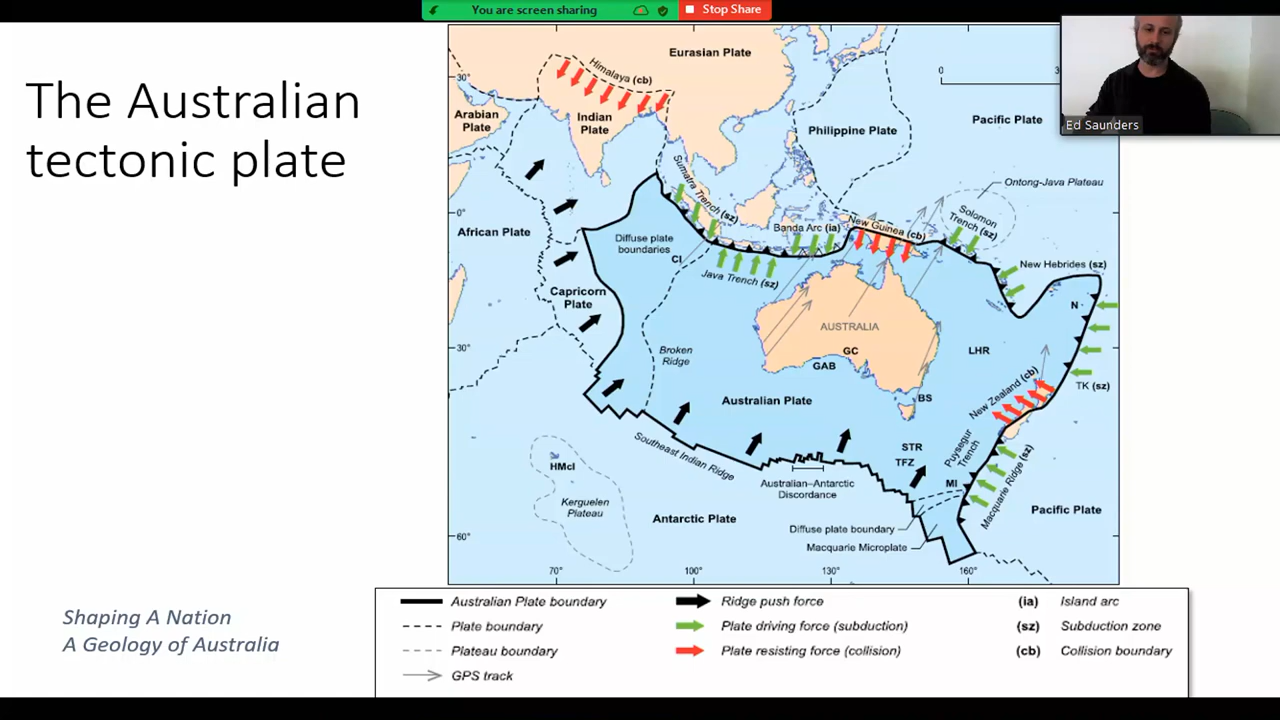 You are screen sharing
Stop Share
The Australian
tectonic plate
Shaping A Nation
A Geology of Australia
Ed Saunders
Eurasian Plate
Himalaya (cb)
30°
0
Arabian
Plate
Indian
Plate
Philippine Plate
Pacific Plate
Sumatra Trench (sz)
Ontong-Java Plateau
0°
Solomon
Trench (sz)
African Plate
Banda Arc (ia)
New Guinea (cb)
Diffuse plate
boundaries
CI
Java Trench (sz)
New Hebrides (sz)
Capricorn
Plate
N
AUSTRALIA
30°
Broken
Ridge
GC
GAB
LHR
New Zealand (cb)
TK (sz)
BS
Australian Plate
Southeast Indian Ridge
STR
TFZ
Puysegur
Trench
HMcI
MI
Macquarie Ridge (sz)
Australian–Antarctic
Discordance
Kerguelen
Plateau
Antarctic Plate
Pacific Plate
Diffuse plate boundary
60°
Macquarie Microplate
70°
100°
130°
160°
Australian Plate boundary
Plate boundary
Plateau boundary
GPS track
Ridge push force
Plate driving force (subduction)
Plate resisting force (collision)
(ia) Island arc
(sz) Subduction zone
(cb) Collision boundary